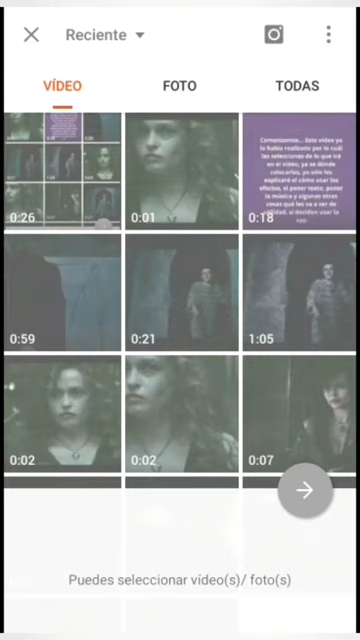 Reciente
VÍDEO
FOTO
TODAS
0:26
0:01
Comenzamos... Este vídeo ya
lo había realizado por lo cuál
las selecciones de lo que irá
en el vídeo, ya se dónde
colocarlas, yo sólo les
explicaré el cómo usar los
efectos, el poner texto, poner
la música y algunas otras
cosas qué les va a ser de
utilidad, si deciden usar la
app
0:18
0:59
0:21
1:05
0:02
0:02
0:07
Puedes seleccionar vídeo(s)/ foto(s)